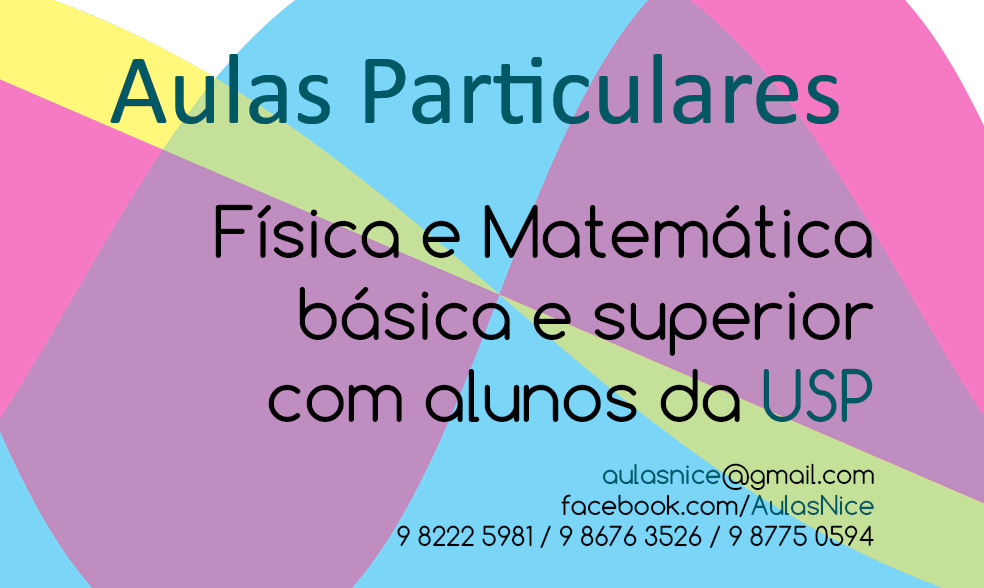 Aulas Particulares
Física e Matemática
básica e superior
com alunos da USP
aulasnice@gmail.com
facebook.com/AulasNice
9 8222 5981 / 9 8676 3526 / 9 8775 0594